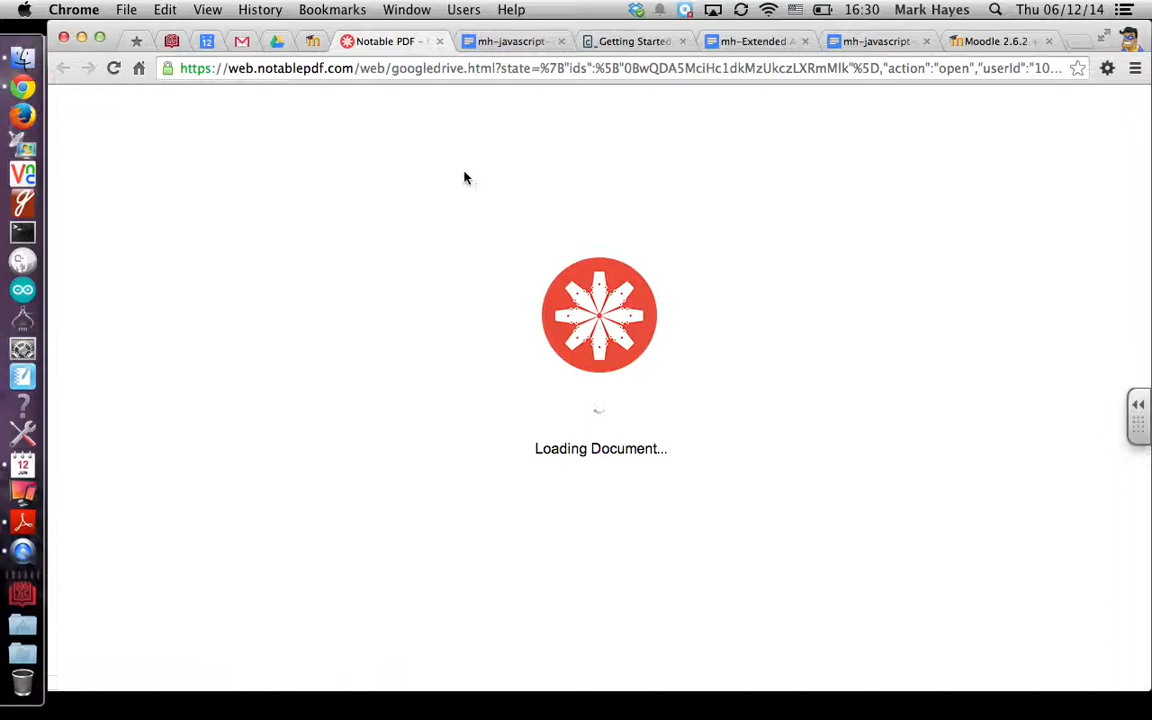 Chrome File Edit View History Bookmarks Window Users Help 16:30 Mark Hayes Thu 06/12/14
12 Notable PDF - mh-javascript- Getting Started mh-Extended A mh-javascript- Moodle 2.6.2 +
https://web.notablepdf.com/web/googledrive.html?state=%7B"ids":%5B"0BwQDA5MciHc1dkMzUkczLXRmMlk"%5D,"action":"open","userId":"10...
Loading Document...
12